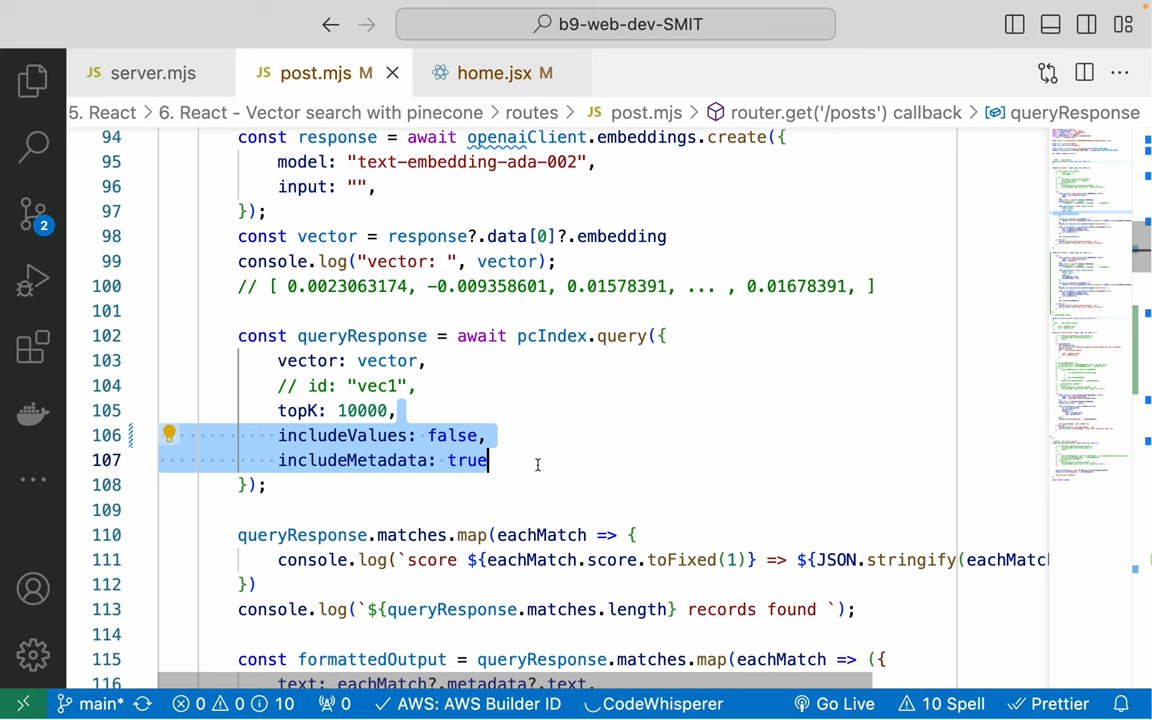 b9-web-dev-SMIT
JS server.mjs
JS post.mjs M
home.jsx M
5. React > 6. React - Vector search with pinecone > routes > JS post.mjs > router.get('/posts') callback > queryResponse
94 const response = await openaiClient.embeddings.create({
95 model: "text-embedding-ada-002",
96 input: "",
97 });
98 const vector = response?.data[0]?.embedding
99 console.log("vector: ", vector);
100 // [ 0.0023063174, -0.009358601, 0.01578391, ... , 0.01678391, ]
101
102 const queryResponse = await pcIndex.query({
103 vector: vector,
104 // id: "vec1",
105 topK: 10000,
106 includeValues: false,
107 includeMetadata: true
108 });
109
110 queryResponse.matches.map(eachMatch => {
111 console.log(`score ${eachMatch.score.toFixed(1)} => ${JSON.stringify(eachMatc
112 })
113 console.log(`${queryResponse.matches.length} records found `);
114
115 const formattedOutput = queryResponse.matches.map(eachMatch => ({
116 text: eachMatch?.metadata?.text,
2
main* 0 0 10 0 AWS: AWS Builder ID CodeWhisperer Go Live 10 Spell Prettier